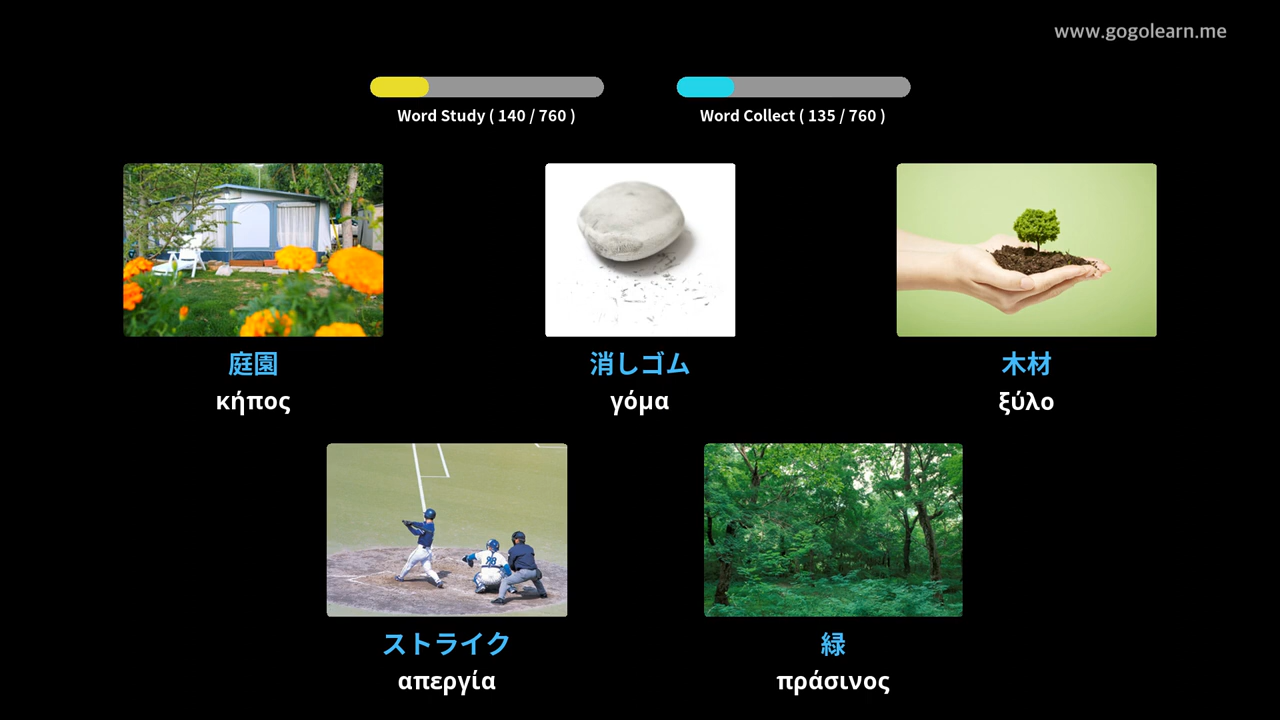 www.gogolearn.me
Word Study ( 140 / 760 )
Word Collect ( 135 / 760 )
庭園
κήπος
消しゴム
γόμα
木材
ξύλο
ストライク
απεργία
緑
πράσινος